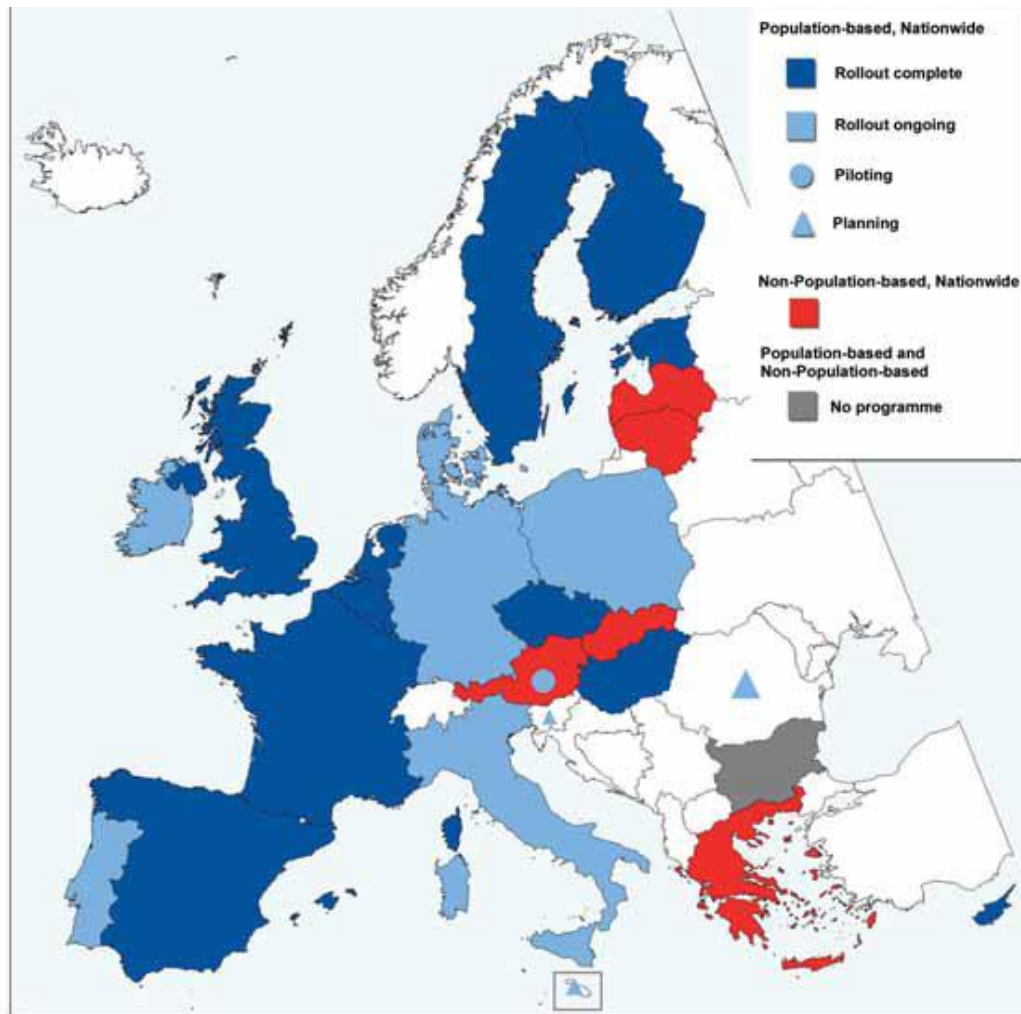 Population-based, Nationwide
Rollout complete
Rollout ongoing
Piloting
Planning
Non-Population-based, Nationwide
Population-based and
Non-Population-based
No programme